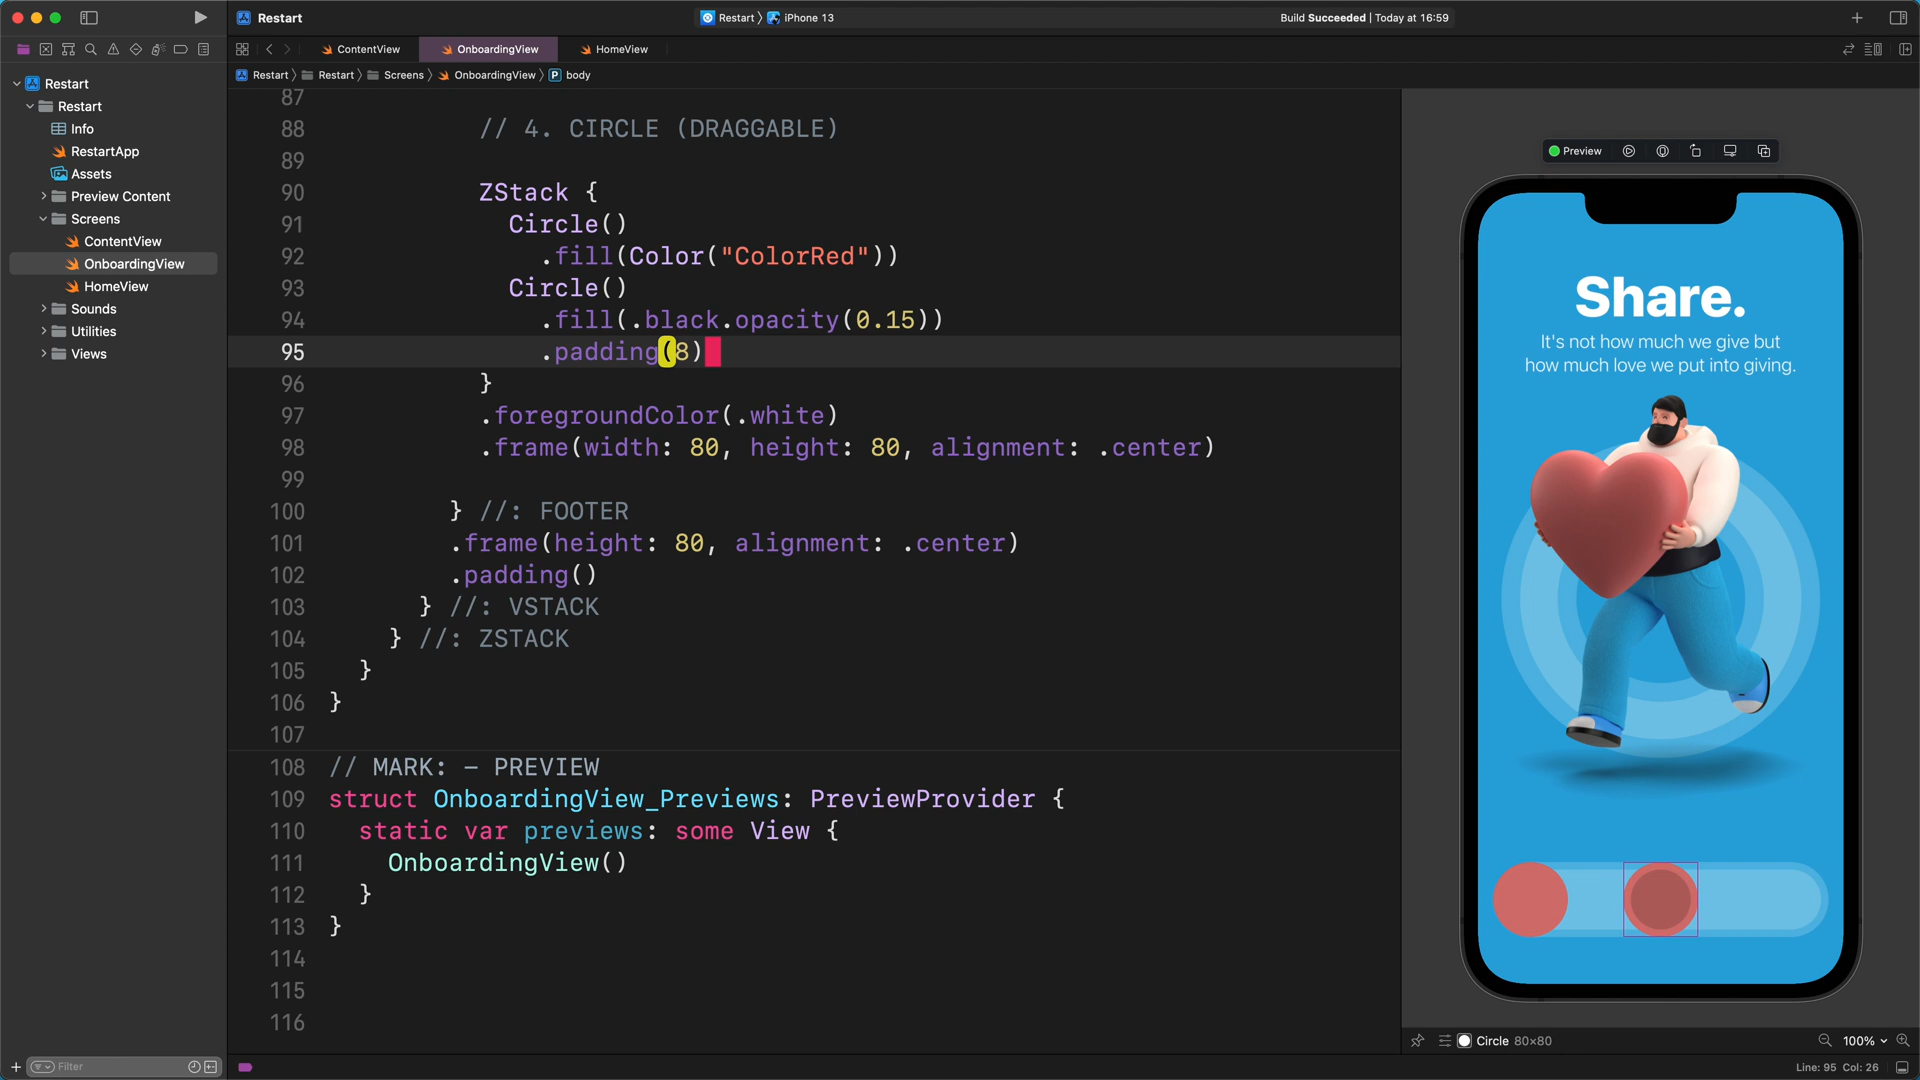 Restart
Restart
iPhone 13
Build Succeeded | Today at 16:59
ContentView
OnboardingView
HomeView
Restart
Restart
Screens
OnboardingView
P body
Restart
Restart
Info
RestartApp
Assets
Preview Content
Screens
ContentView
OnboardingView
HomeView
Sounds
Utilities
Views
Filter
87
88 // 4. CIRCLE (DRAGGABLE)
89
90 ZStack {
91 Circle()
92 .fill(Color("ColorRed"))
93 Circle()
94 .fill(.black.opacity(0.15))
95 .padding(8)
96 }
97 .foregroundColor(.white)
98 .frame(width: 80, height: 80, alignment: .center)
99
100 } //: FOOTER
101 .frame(height: 80, alignment: .center)
102 .padding()
103 } //: VSTACK
104 } //: ZSTACK
105 }
106 }
107
108 // MARK: – PREVIEW
109 struct OnboardingView_Previews: PreviewProvider {
110 static var previews: some View {
111 OnboardingView()
112 }
113 }
114
115
116
Preview
Share.
It's not how much we give but
how much love we put into giving.
Circle 80×80
100%
Line: 95 Col: 26